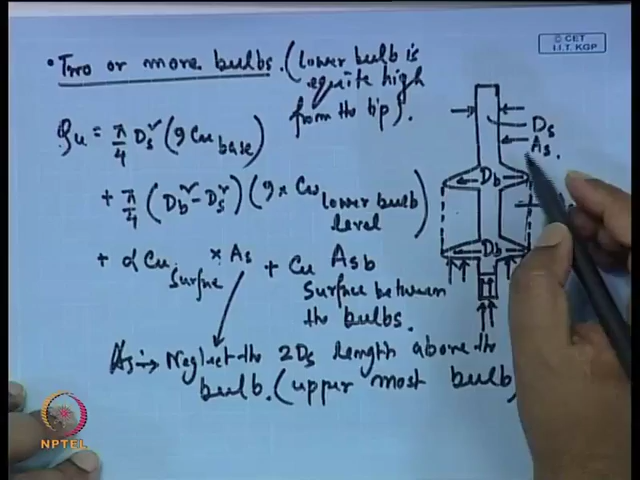 © CET
I.I.T. KGP
• Two or more bulbs. (lower bulb is
equite high
from the tip).
Qu = π/4 Ds² (9 Cu base)
+ π/4 (Db² - Ds²) (9 × Cu lower bulb level)
+ α Cu surface × As + Cu Asb
Surface between
the bulbs.
As → Neglect the 2Ds length above the
bulb. (upper most bulb)
Ds
As.
Db
Db
NPTEL